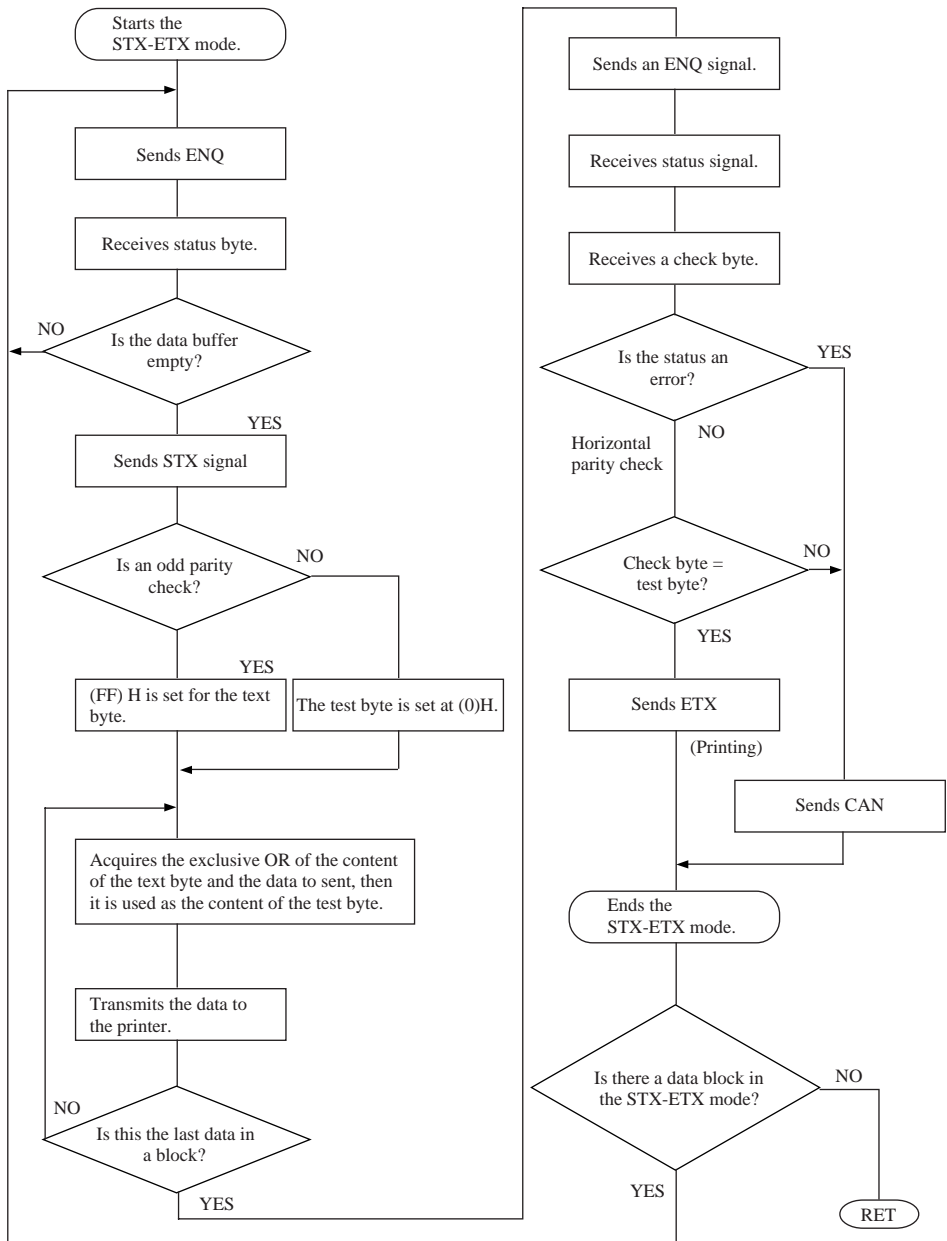 Starts the
STX-ETX mode.
Sends ENQ
Receives status byte.
NO
Is the data buffer
empty?
YES
Sends STX signal
Is an odd parity
check?
NO
YES
(FF) H is set for the text
byte.
The test byte is set at (0)H.
Acquires the exclusive OR of the content
of the text byte and the data to sent, then
it is used as the content of the test byte.
Transmits the data to
the printer.
NO
Is this the last data in
a block?
YES
Sends an ENQ signal.
Receives status signal.
Receives a check byte.
Is the status an
error?
YES
NO
Horizontal
parity check
Check byte =
test byte?
NO
YES
Sends ETX
(Printing)
Sends CAN
Ends the
STX-ETX mode.
Is there a data block in
the STX-ETX mode?
NO
YES
RET